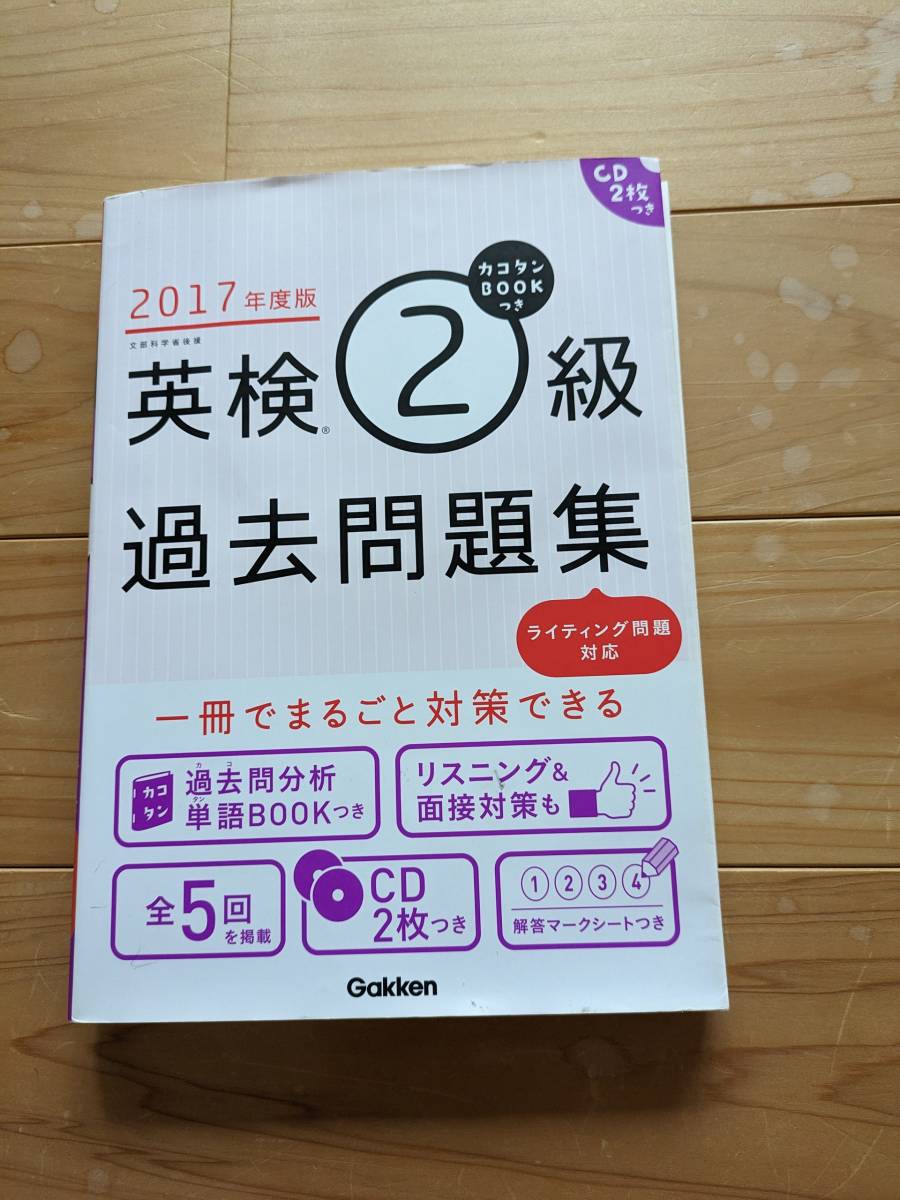 CD
2枚
つき
カコタン
BOOK
つき
2017年度版
文部科学省後援
英検®2級
過去問題集
ライティング問題
対応
一冊でまるごと対策できる
カコ
タン
カコ
過去問分析
タン
単語BOOKつき
リスニング&
面接対策も
全5回
を掲載
CD
2枚つき
1 2 3 4
解答マークシートつき
Gakken